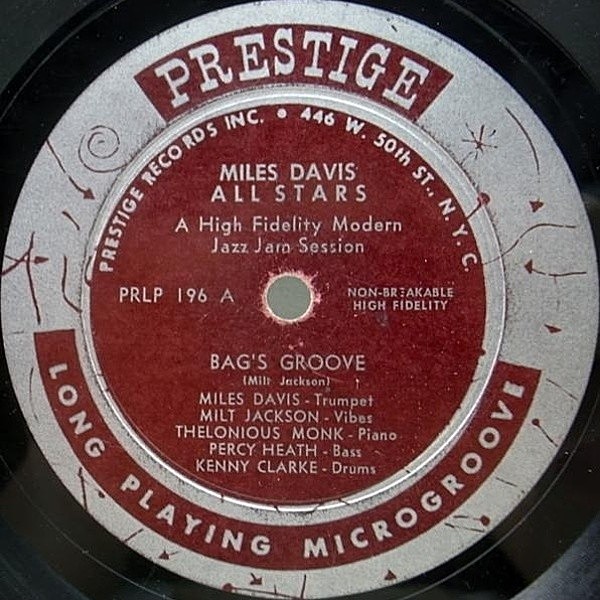 PRESTIGE
PRESTIGE RECORDS INC. • 446 W. 50th ST., N.Y.C.
MILES DAVIS
ALL STARS
A High Fidelity Modern
Jazz Jam Session
PRLP 196 A
NON-BREAKABLE
HIGH FIDELITY
BAG'S GROOVE
(Milt Jackson)
MILES DAVIS - Trumpet
MILT JACKSON - Vibes
THELONIOUS MONK - Piano
PERCY HEATH - Bass
KENNY CLARKE - Drums
LONG PLAYING MICROGROOVE